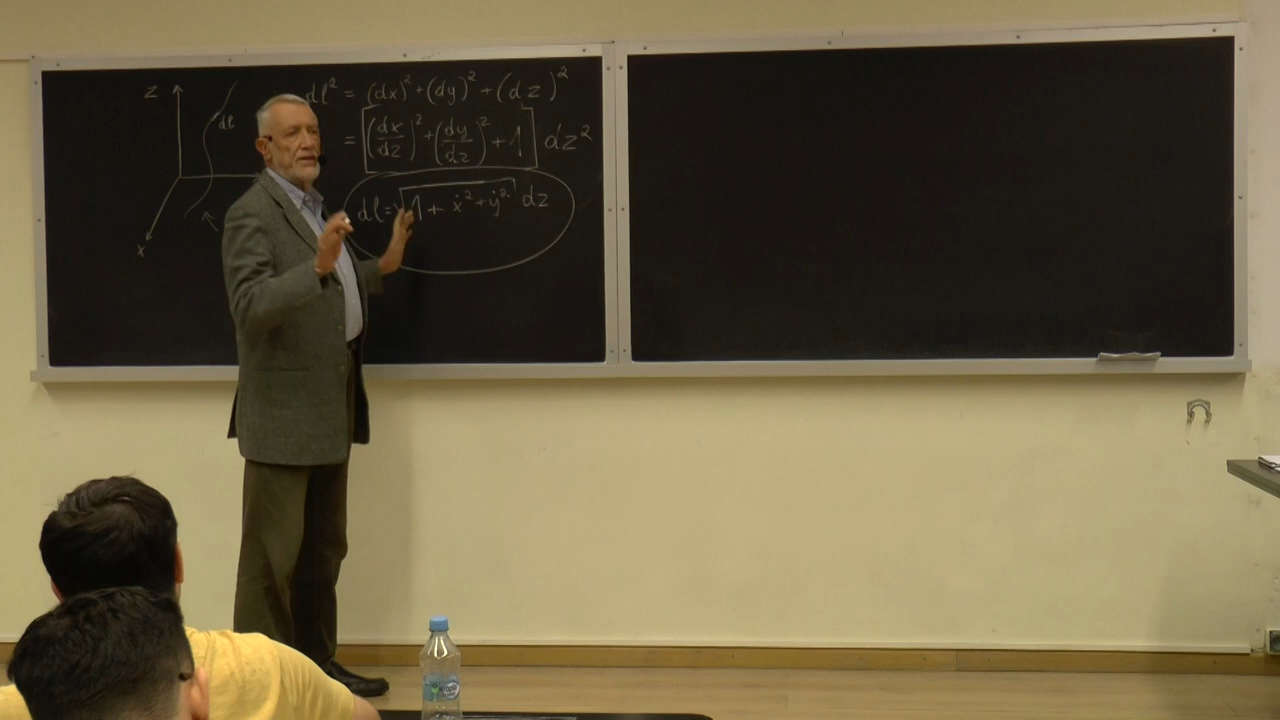 z
dl
x
dl² = (dx)² + (dy)² + (dz)²
= [(dx/dz)² + (dy/dz)² + 1] dz²
dl = √1 + ẋ² + ẏ² dz